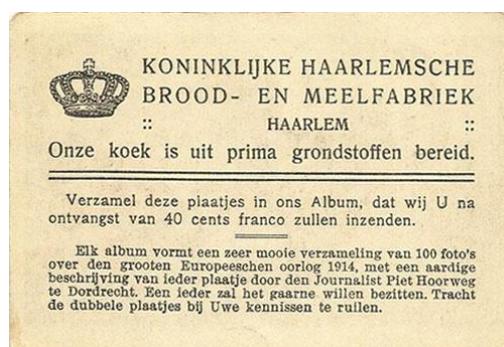 KONINKLIJKE HAARLEMSCHE
BROOD- EN MEELFABRIEK
:: HAARLEM ::
Onze koek is uit prima grondstoffen bereid.
Verzamel deze plaatjes in ons Album, dat wij U na
ontvangst van 40 cents franco zullen inzenden.
Elk album vormt een zeer mooie verzameling van 100 foto's
over den grooten Europeeschen oorlog 1914, met een aardige
beschrijving van ieder plaatje door den Journalist Piet Hoorweg
te Dordrecht. Een ieder zal het gaarne willen bezitten. Tracht
de dubbele plaatjes bij Uwe kennissen te ruilen.